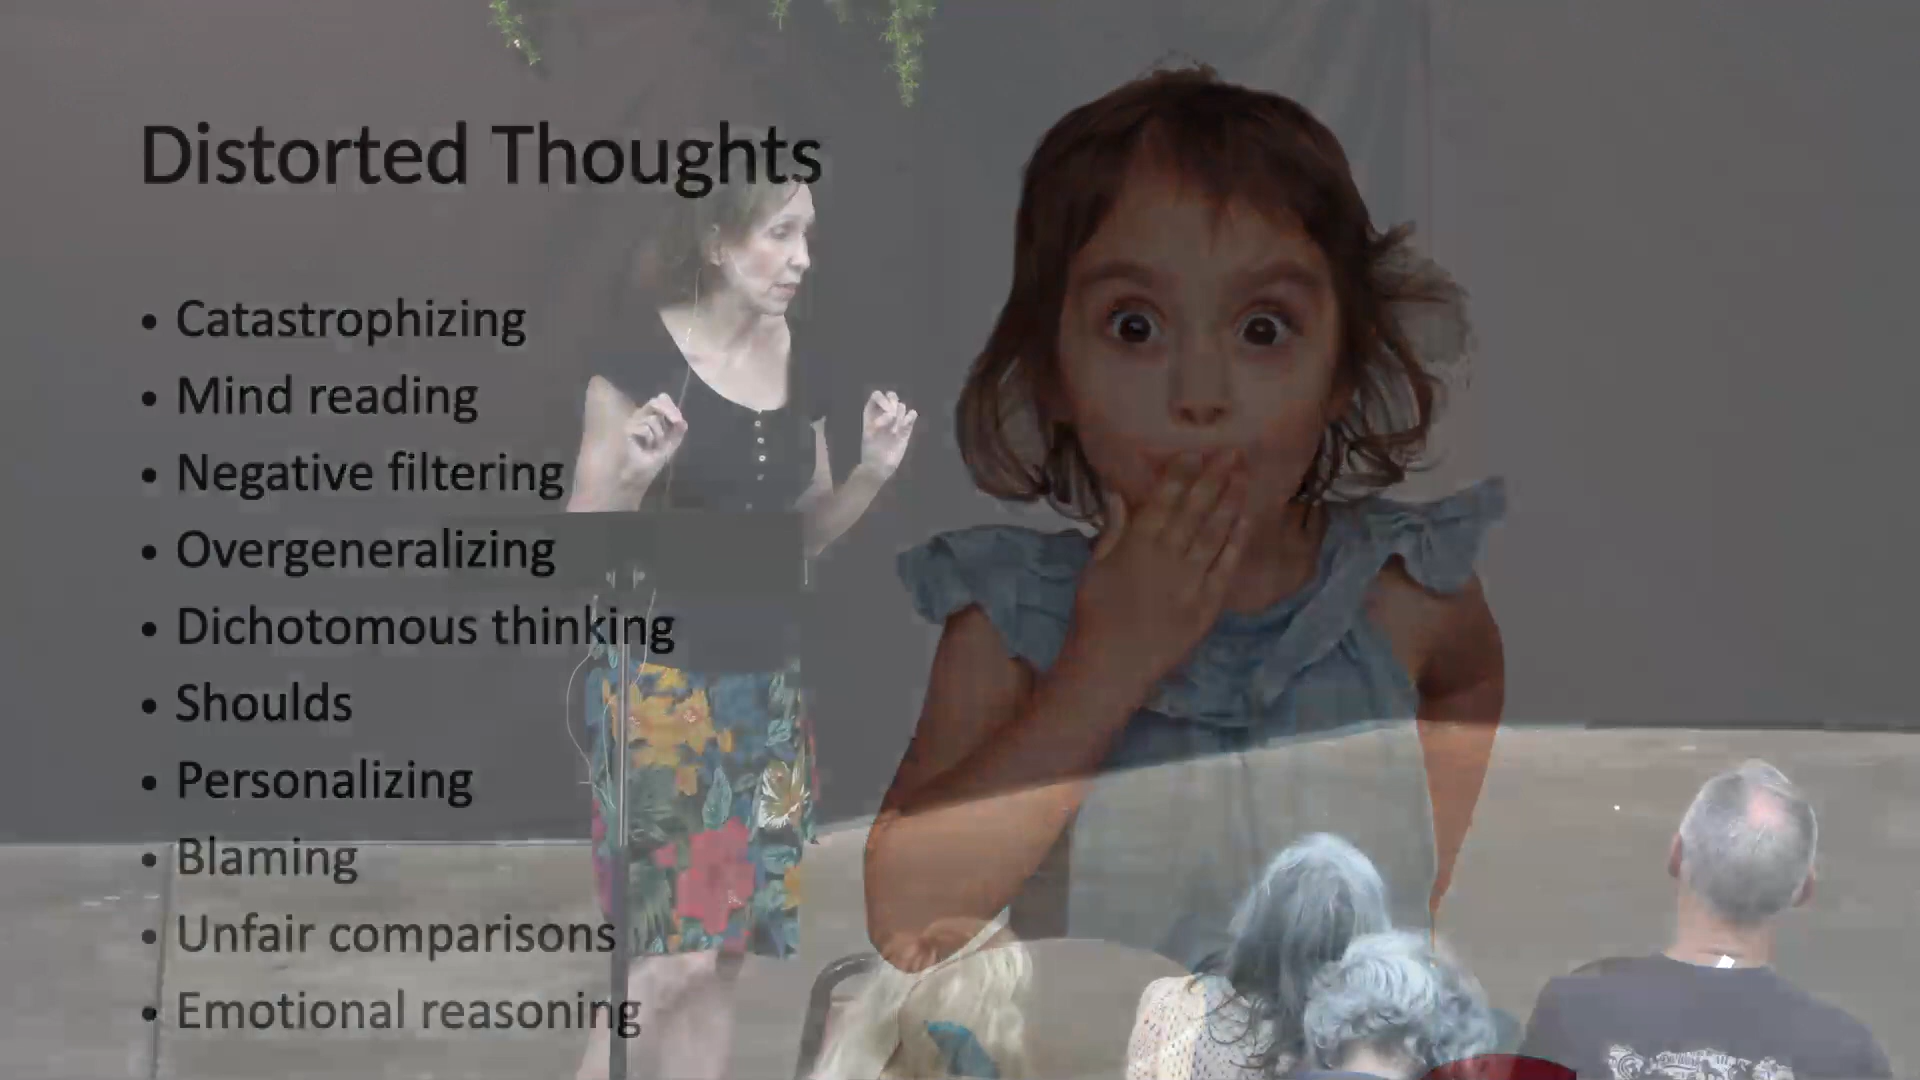 Distorted Thoughts
• Catastrophizing
• Mind reading
• Negative filtering
• Overgeneralizing
• Dichotomous thinking
• Shoulds
• Personalizing
• Blaming
• Unfair comparisons
• Emotional reasoning